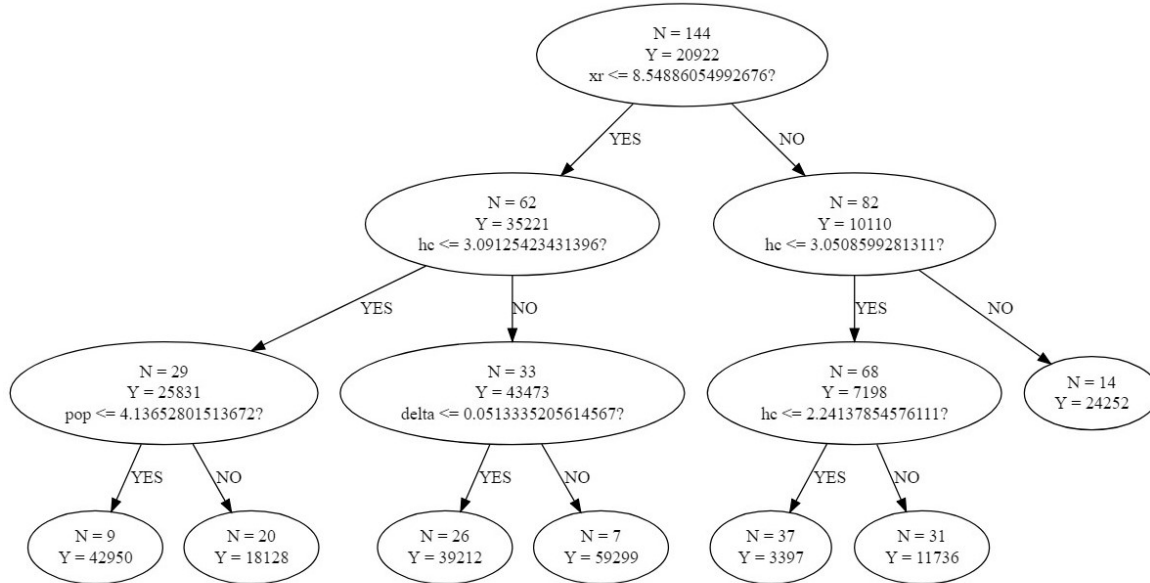 N = 144
Y = 20922
xr <= 8.54886054992676?
YES
NO
N = 62
Y = 35221
hc <= 3.09125423431396?
N = 82
Y = 10110
hc <= 3.0508599281311?
YES
NO
YES
NO
N = 29
Y = 25831
pop <= 4.13652801513672?
N = 33
Y = 43473
delta <= 0.0513335205614567?
N = 68
Y = 7198
hc <= 2.24137854576111?
N = 14
Y = 24252
YES
NO
YES
NO
YES
NO
N = 9
Y = 42950
N = 20
Y = 18128
N = 26
Y = 39212
N = 7
Y = 59299
N = 37
Y = 3397
N = 31
Y = 11736